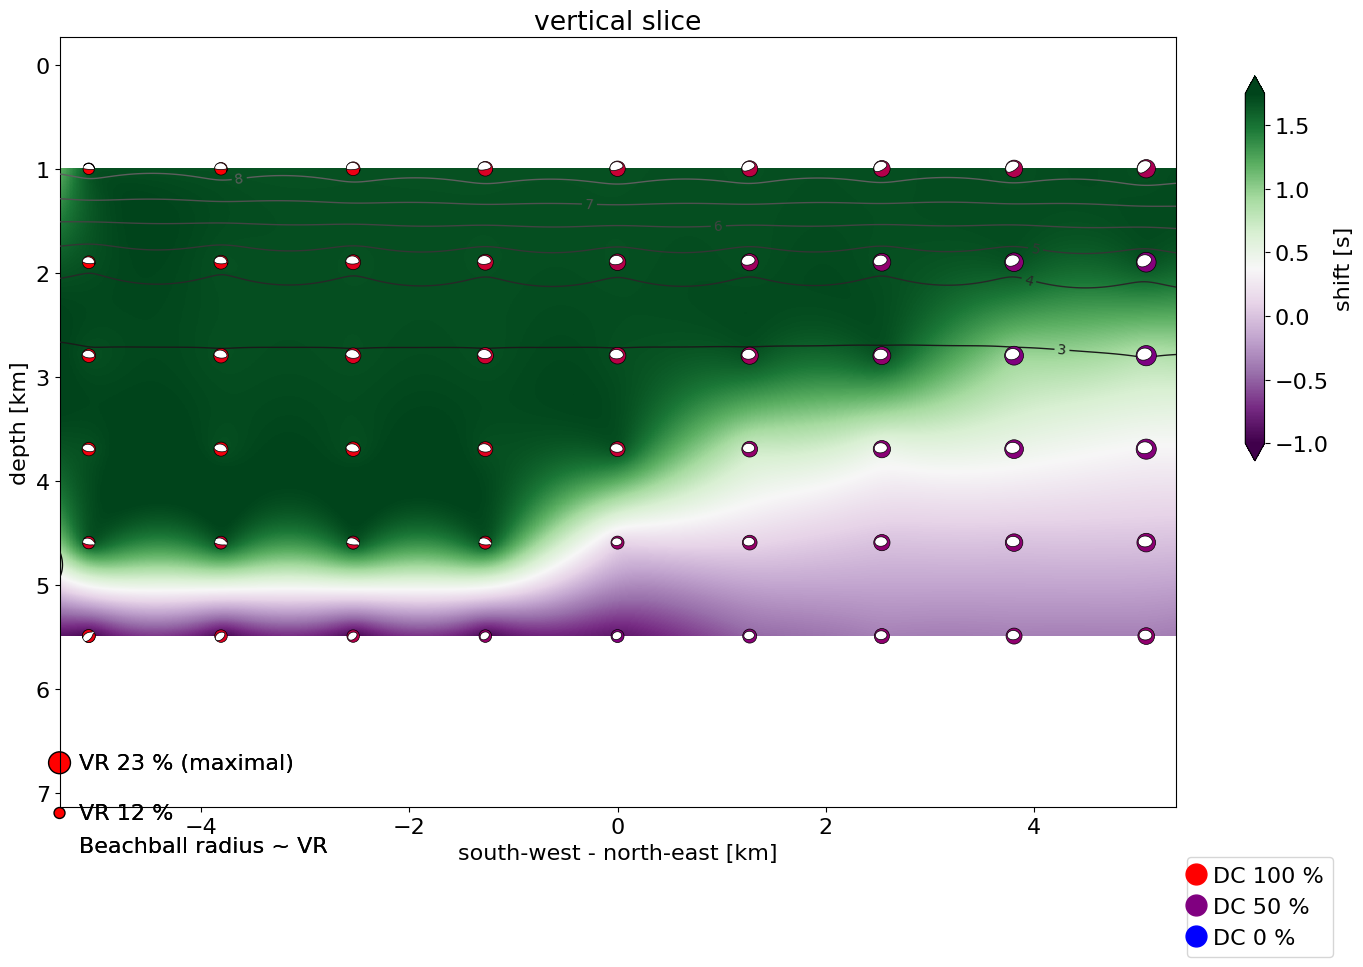 vertical slice
0
1
2
3
4
5
6
7
depth [km]
8
7
6
4
3
1.5
1.0
0.5
0.0
−0.5
−1.0
shift [s]
VR 23 % (maximal)
VR 12 %
Beachball radius ~ VR
−4
−2
0
2
4
south-west - north-east [km]
DC 100 %
DC 50 %
DC 0 %